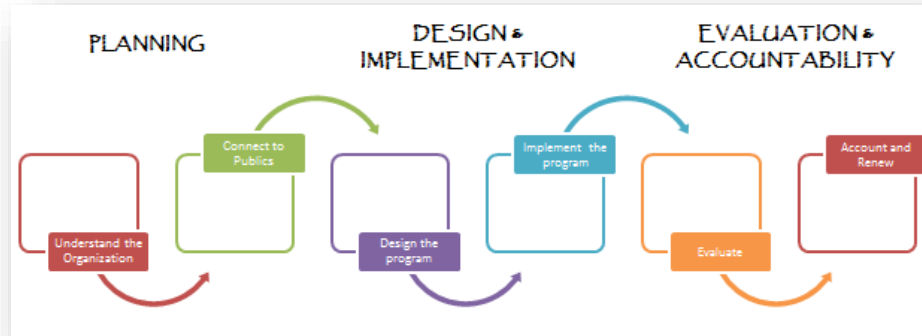 PLANNING
DESIGN &
IMPLEMENTATION
EVALUATION &
ACCOUNTABILITY
Understand the
Organization
Connect to
Publics
Design the
program
Implement the
program
Evaluate
Account and
Renew